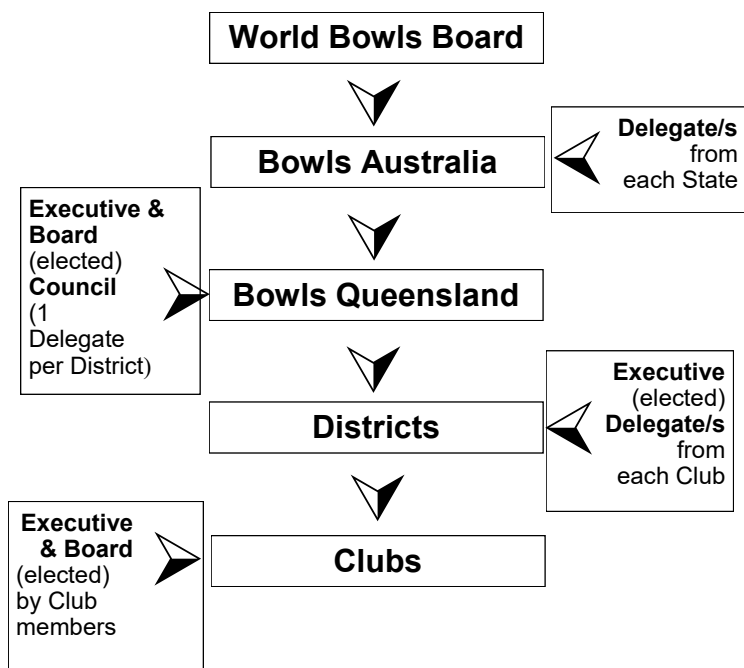 World Bowls Board
Delegate/s
from
each State
Bowls Australia
Executive &
Board
(elected)
Council
(1
Delegate
per District)
Bowls Queensland
Executive
(elected)
Delegate/s
from
each Club
Districts
Executive
& Board
(elected)
by Club
members
Clubs